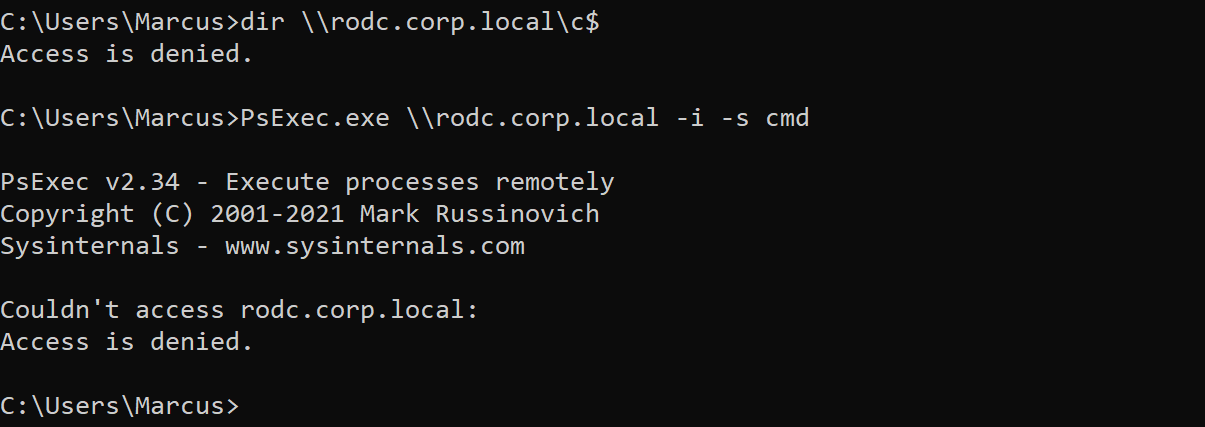 C:\Users\Marcus>dir \\rodc.corp.local\c$
Access is denied.
C:\Users\Marcus>PsExec.exe \\rodc.corp.local -i -s cmd
PsExec v2.34 - Execute processes remotely
Copyright (C) 2001-2021 Mark Russinovich
Sysinternals - www.sysinternals.com
Couldn't access rodc.corp.local:
Access is denied.
C:\Users\Marcus>